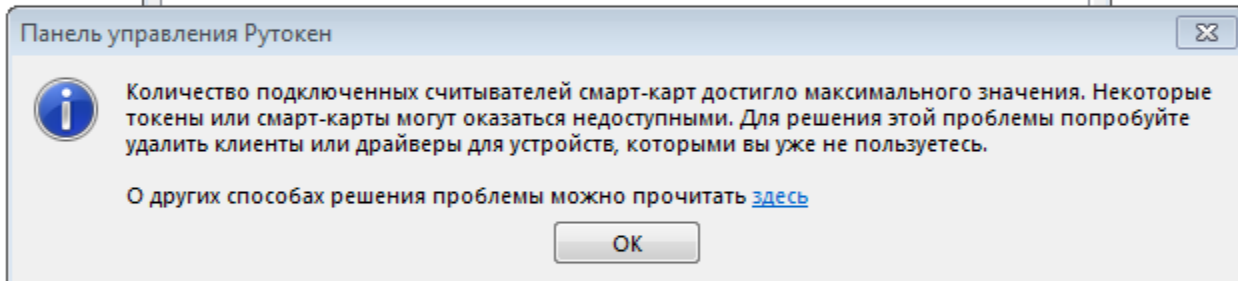 Панель управления Рутокен
Количество подключенных считывателей смарт-карт достигло максимального значения. Некоторые
токены или смарт-карты могут оказаться недоступными. Для решения этой проблемы попробуйте
удалить клиенты или драйверы для устройств, которыми вы уже не пользуетесь.
О других способах решения проблемы можно прочитать здесь
ОК